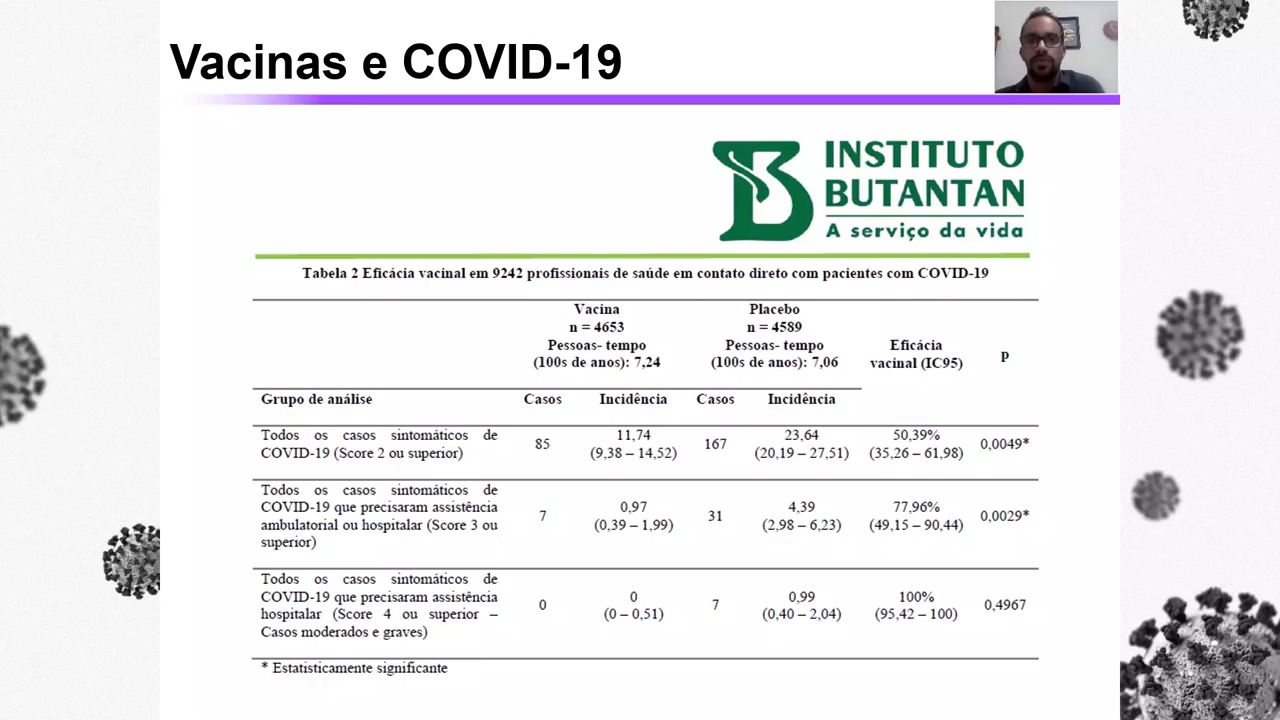 Vacinas e COVID-19
INSTITUTO
BUTANTAN
A serviço da vida
Tabela 2 Eficácia vacinal em 9242 profissionais de saúde em contato direto com pacientes com COVID-19
Vacina
n = 4653
Pessoas- tempo
(100s de anos): 7,24
Placebo
n = 4589
Pessoas- tempo
(100s de anos): 7,06
Eficácia
vacinal (IC95)
p
Grupo de análise Casos Incidência Casos Incidência
Todos os casos sintomáticos de
COVID-19 (Score 2 ou superior)
85
11,74
(9,38 – 14,52)
167
23,64
(20,19 – 27,51)
50,39%
(35,26 – 61,98)
0,0049*
Todos os casos sintomáticos de
COVID-19 que precisaram assistência
ambulatorial ou hospitalar (Score 3 ou
superior)
7
0,97
(0,39 – 1,99)
31
4,39
(2,98 – 6,23)
77,96%
(49,15 – 90,44)
0,0029*
Todos os casos sintomáticos de
COVID-19 que precisaram assistência
hospitalar (Score 4 ou superior –
Casos moderados e graves)
0
0
(0 – 0,51)
7
0,99
(0,40 – 2,04)
100%
(95,42 – 100)
0,4967
* Estatisticamente significante